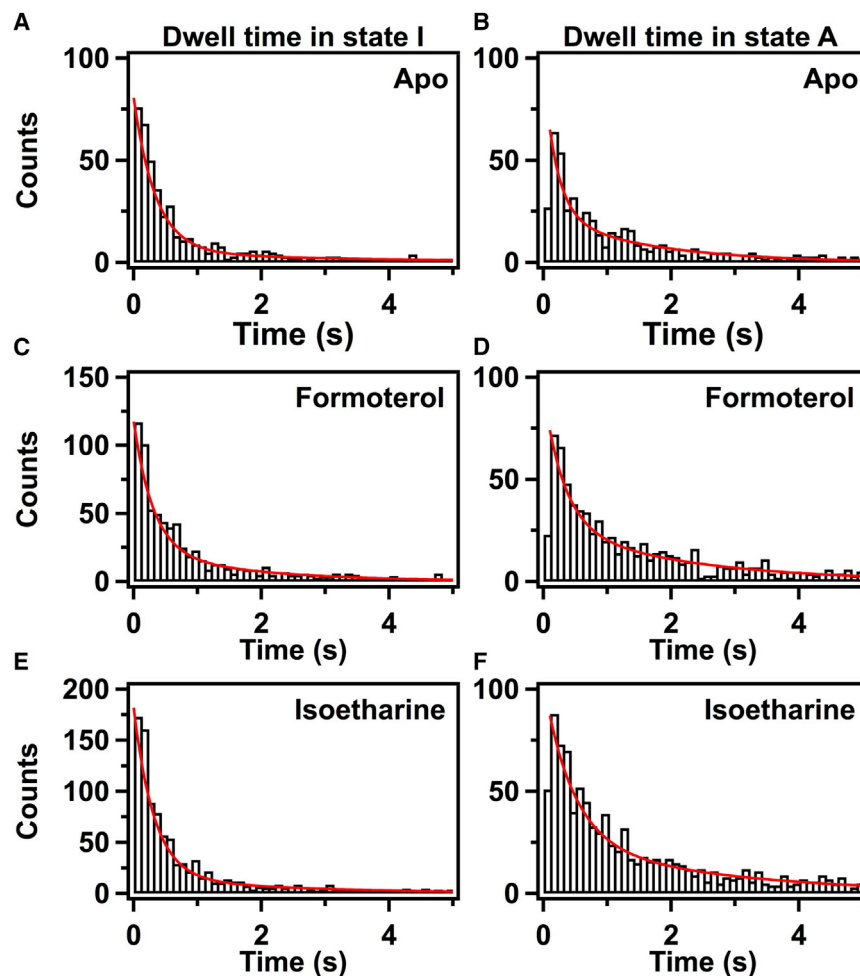 A
Dwell time in state I
Apo
Counts
100
50
0
0 2 4
Time (s)
B
Dwell time in state A
Apo
100
50
0
0 2 4
Time (s)
C
Formoterol
Counts
150
100
50
0
0 2 4
Time (s)
D
Formoterol
100
50
0
0 2 4
Time (s)
E
Isoetharine
Counts
200
150
100
50
0
0 2 4
Time (s)
F
Isoetharine
100
50
0
0 2 4
Time (s)